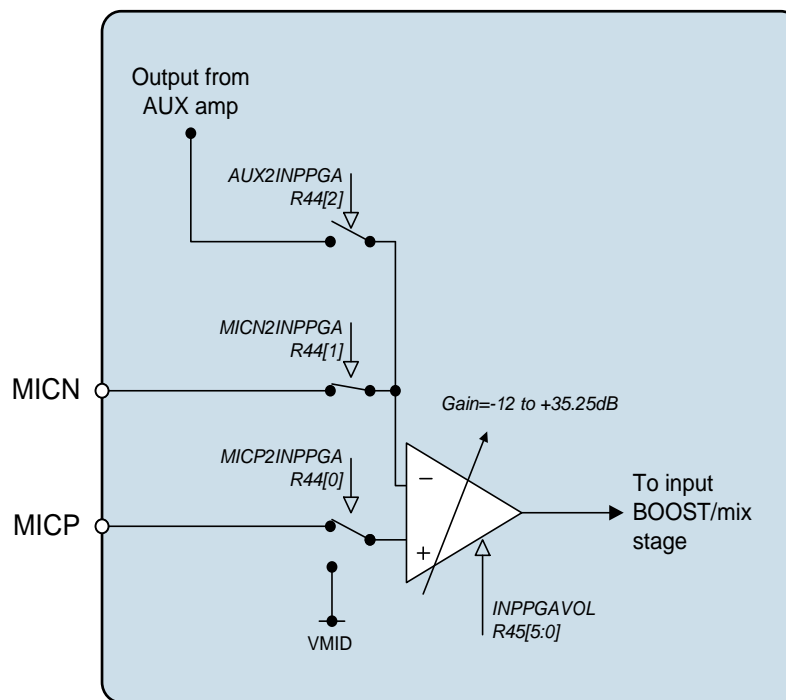 Output from
AUX amp
AUX2INPPGA
R44[2]
MICN2INPPGA
R44[1]
MICN
Gain=-12 to +35.25dB
MICP2INPPGA
R44[0]
MICP
−
+
To input
BOOST/mix
stage
VMID
INPPGAVOL
R45[5:0]